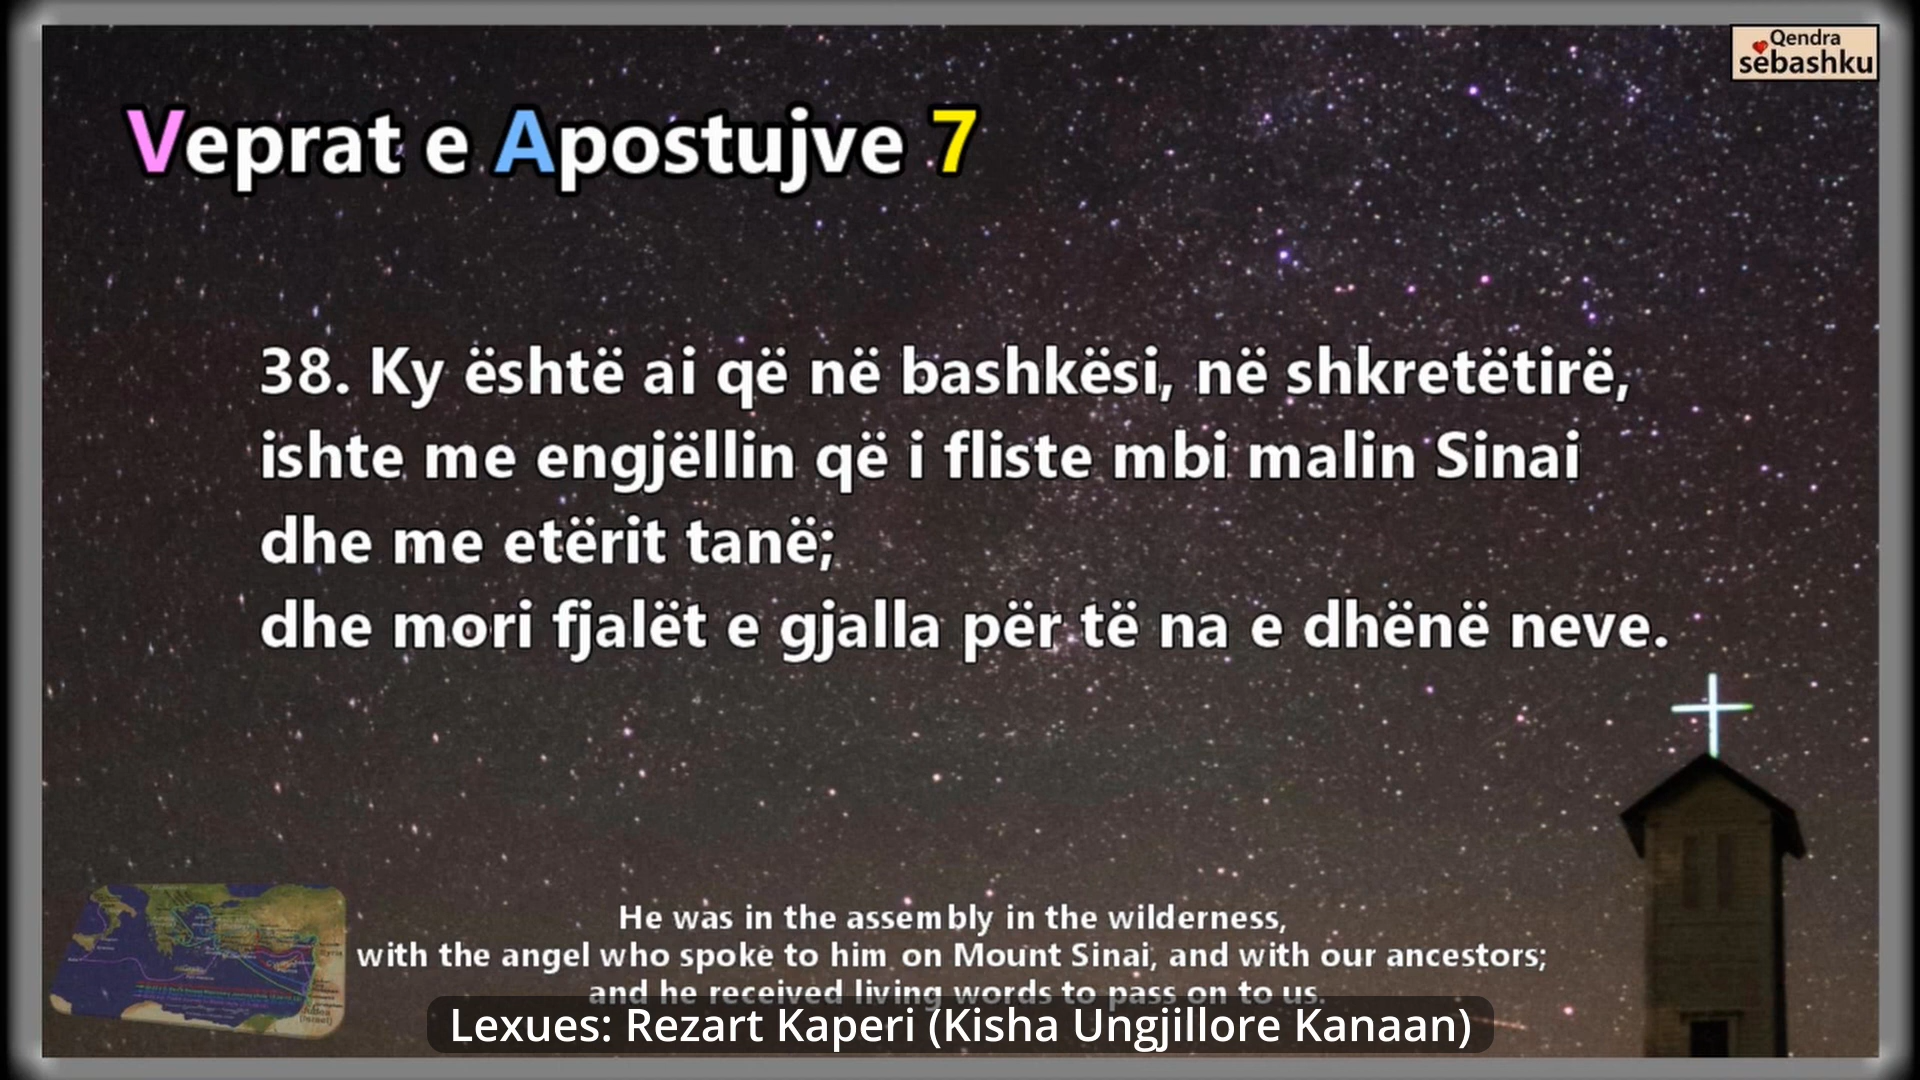 Qendra
sebashku
Veprat e Apostujve 7
38. Ky është ai që në bashkësi, në shkretëtirë,
ishte me engjëllin që i fliste mbi malin Sinai
dhe me etërit tanë;
dhe mori fjalët e gjalla për të na e dhënë neve.
He was in the assembly in the wilderness,
with the angel who spoke to him on Mount Sinai, and with our ancestors;
and he received living words to pass on to us.
Lexues: Rezart Kaperi (Kisha Ungjillore Kanaan)